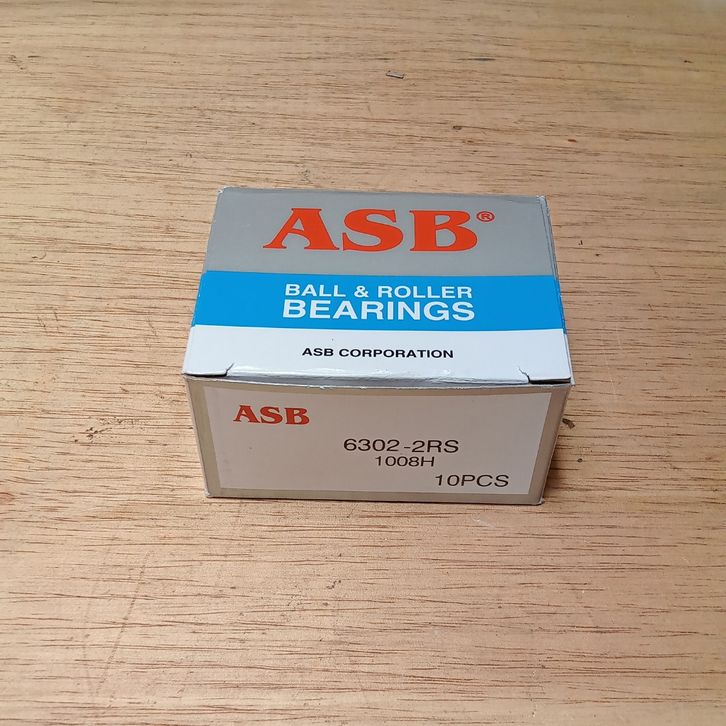 ASB®
BALL & ROLLER
BEARINGS
ASB CORPORATION
ASB
6302-2RS
1008H
10PCS